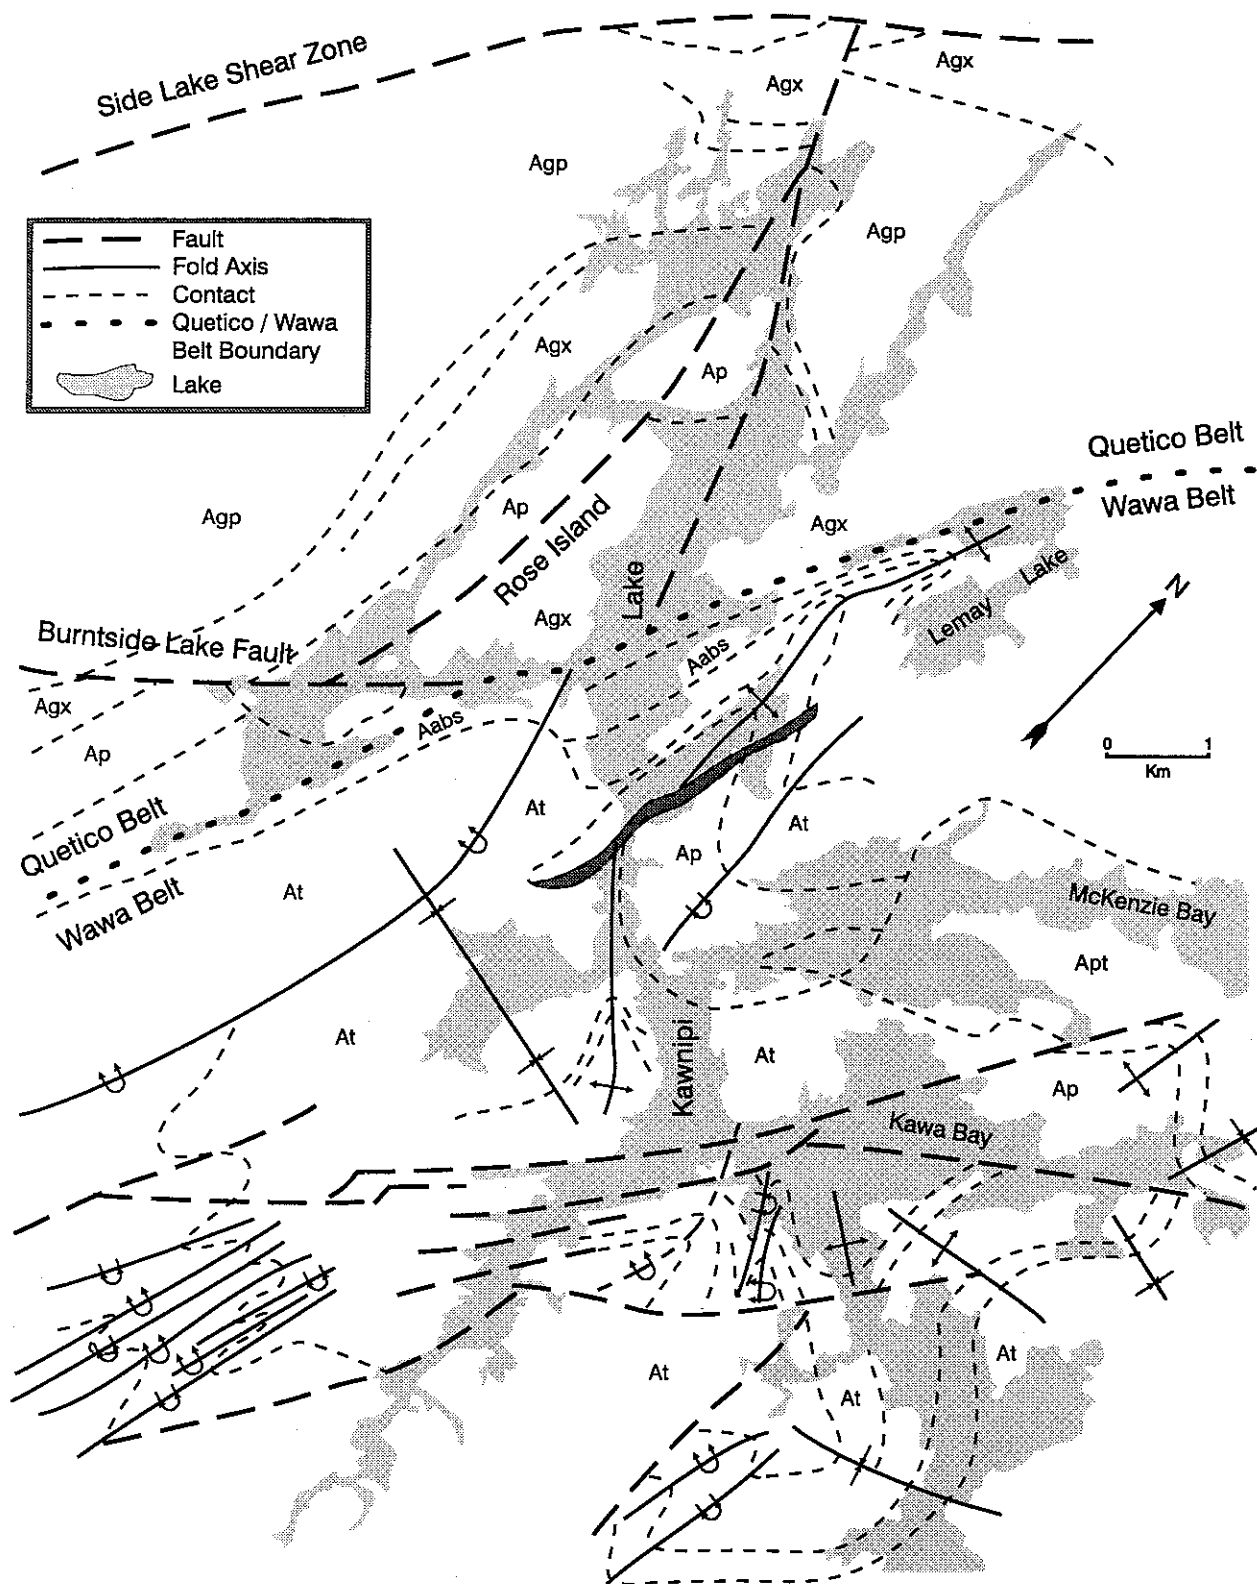 Side Lake Shear Zone
Agx
Agx
Agp
Agp
Fault
Fold Axis
Contact
Quetico / Wawa
Belt Boundary
Lake
Agx
Ap
Quetico Belt
Wawa Belt
Agp
Ap
Rose Island
Agx
Lake
Agx
Lemay Lake
N
Burntside Lake Fault
Aabs
Agx
Aabs
Ap
0 1
Km
Quetico Belt
Wawa Belt
At
At
Ap
At
McKenzie Bay
Apt
At
Kawnipi
At
Ap
Kawa Bay
At
At
At